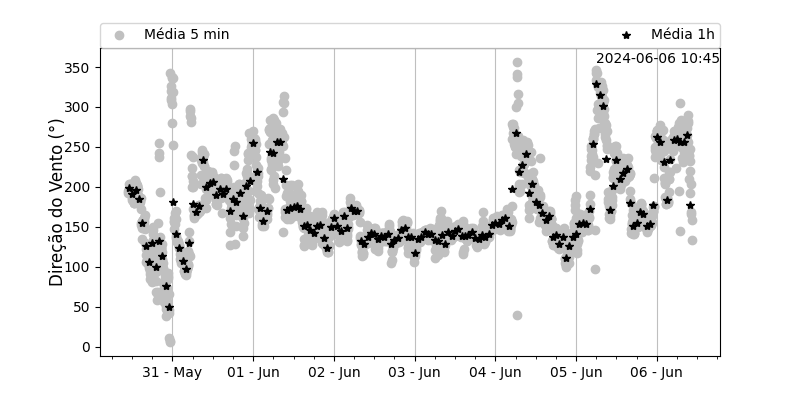 Média 5 min
Média 1h
2024-06-06 10:45
Direção do Vento (°)
350
300
250
200
150
100
50
0
31 - May
01 - Jun
02 - Jun
03 - Jun
04 - Jun
05 - Jun
06 - Jun